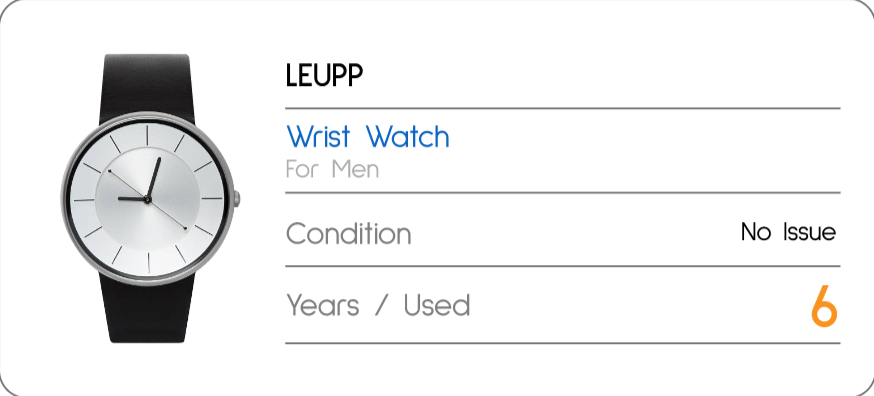 LEUPP
Wrist Watch
For Men
Condition No Issue
Years / Used 6